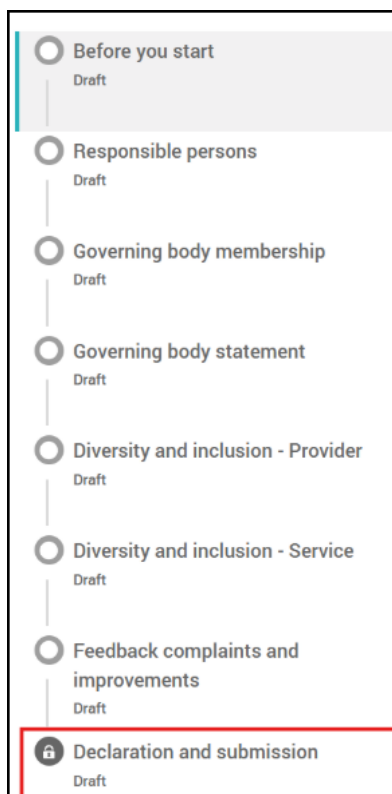 Before you start
Draft
Responsible persons
Draft
Governing body membership
Draft
Governing body statement
Draft
Diversity and inclusion - Provider
Draft
Diversity and inclusion - Service
Draft
Feedback complaints and
improvements
Draft
Declaration and submission
Draft